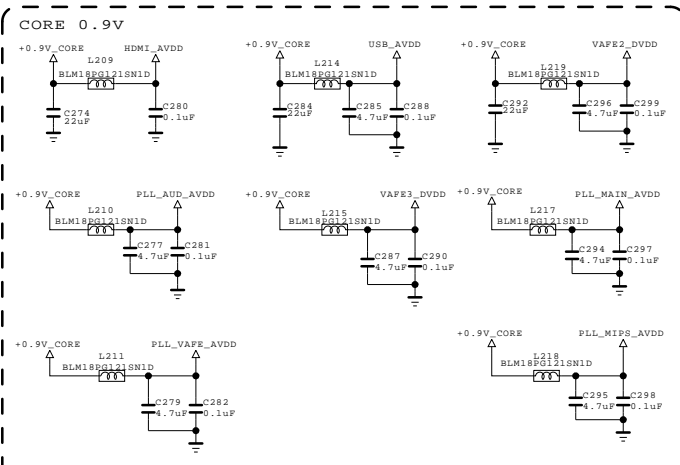 CORE 0.9V
+0.9V_CORE HDMI_AVDD
L209
BLM18PG121SN1D
C274
22uF
C280
0.1uF
+0.9V_CORE USB_AVDD
L214
BLM18PG121SN1D
C284
22uF
C285
4.7uF
C288
0.1uF
+0.9V_CORE VAFE2_DVDD
L219
BLM18PG121SN1D
C292
22uF
C296
4.7uF
C299
0.1uF
+0.9V_CORE PLL_AUD_AVDD
L210
BLM18PG121SN1D
C277
4.7uF
C281
0.1uF
+0.9V_CORE VAFE3_DVDD
L215
BLM18PG121SN1D
C287
4.7uF
C290
0.1uF
+0.9V_CORE PLL_MAIN_AVDD
L217
BLM18PG121SN1D
C294
4.7uF
C297
0.1uF
+0.9V_CORE PLL_VAFE_AVDD
L211
BLM18PG121SN1D
C279
4.7uF
C282
0.1uF
+0.9V_CORE PLL_MIPS_AVDD
L218
BLM18PG121SN1D
C295
4.7uF
C298
0.1uF